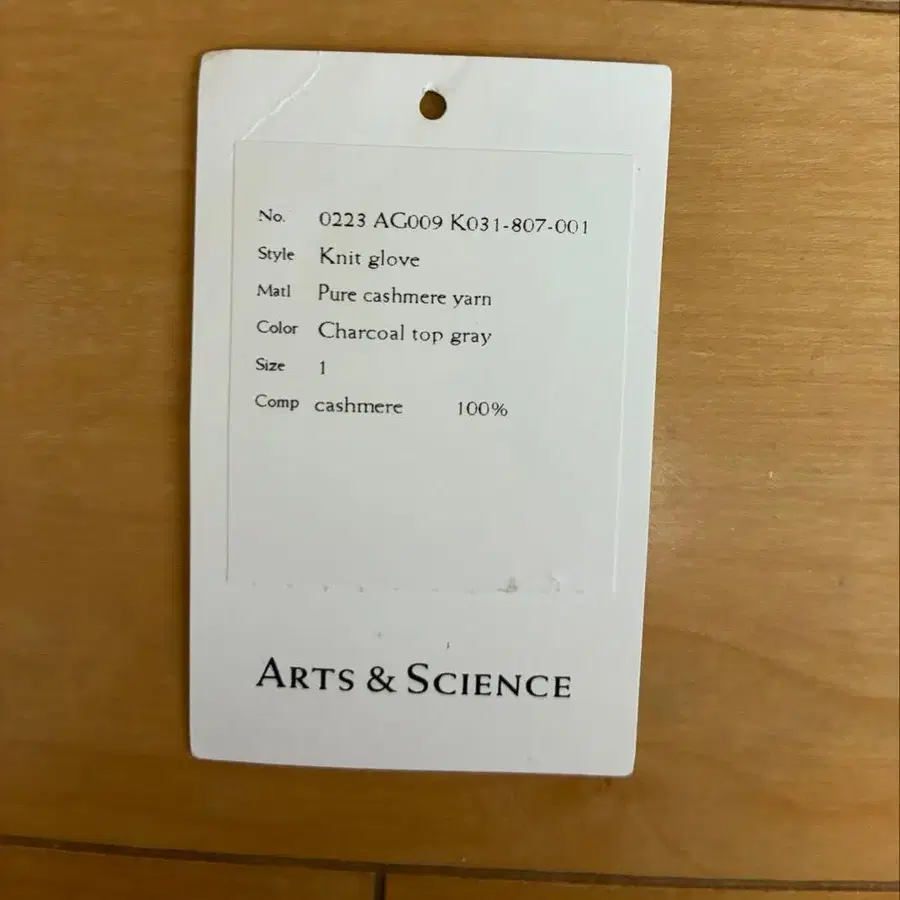 No. 0223 AG009 K031-807-001
Style Knit glove
Matl Pure cashmere yarn
Color Charcoal top gray
Size 1
Comp cashmere 100%
ARTS & SCIENCE